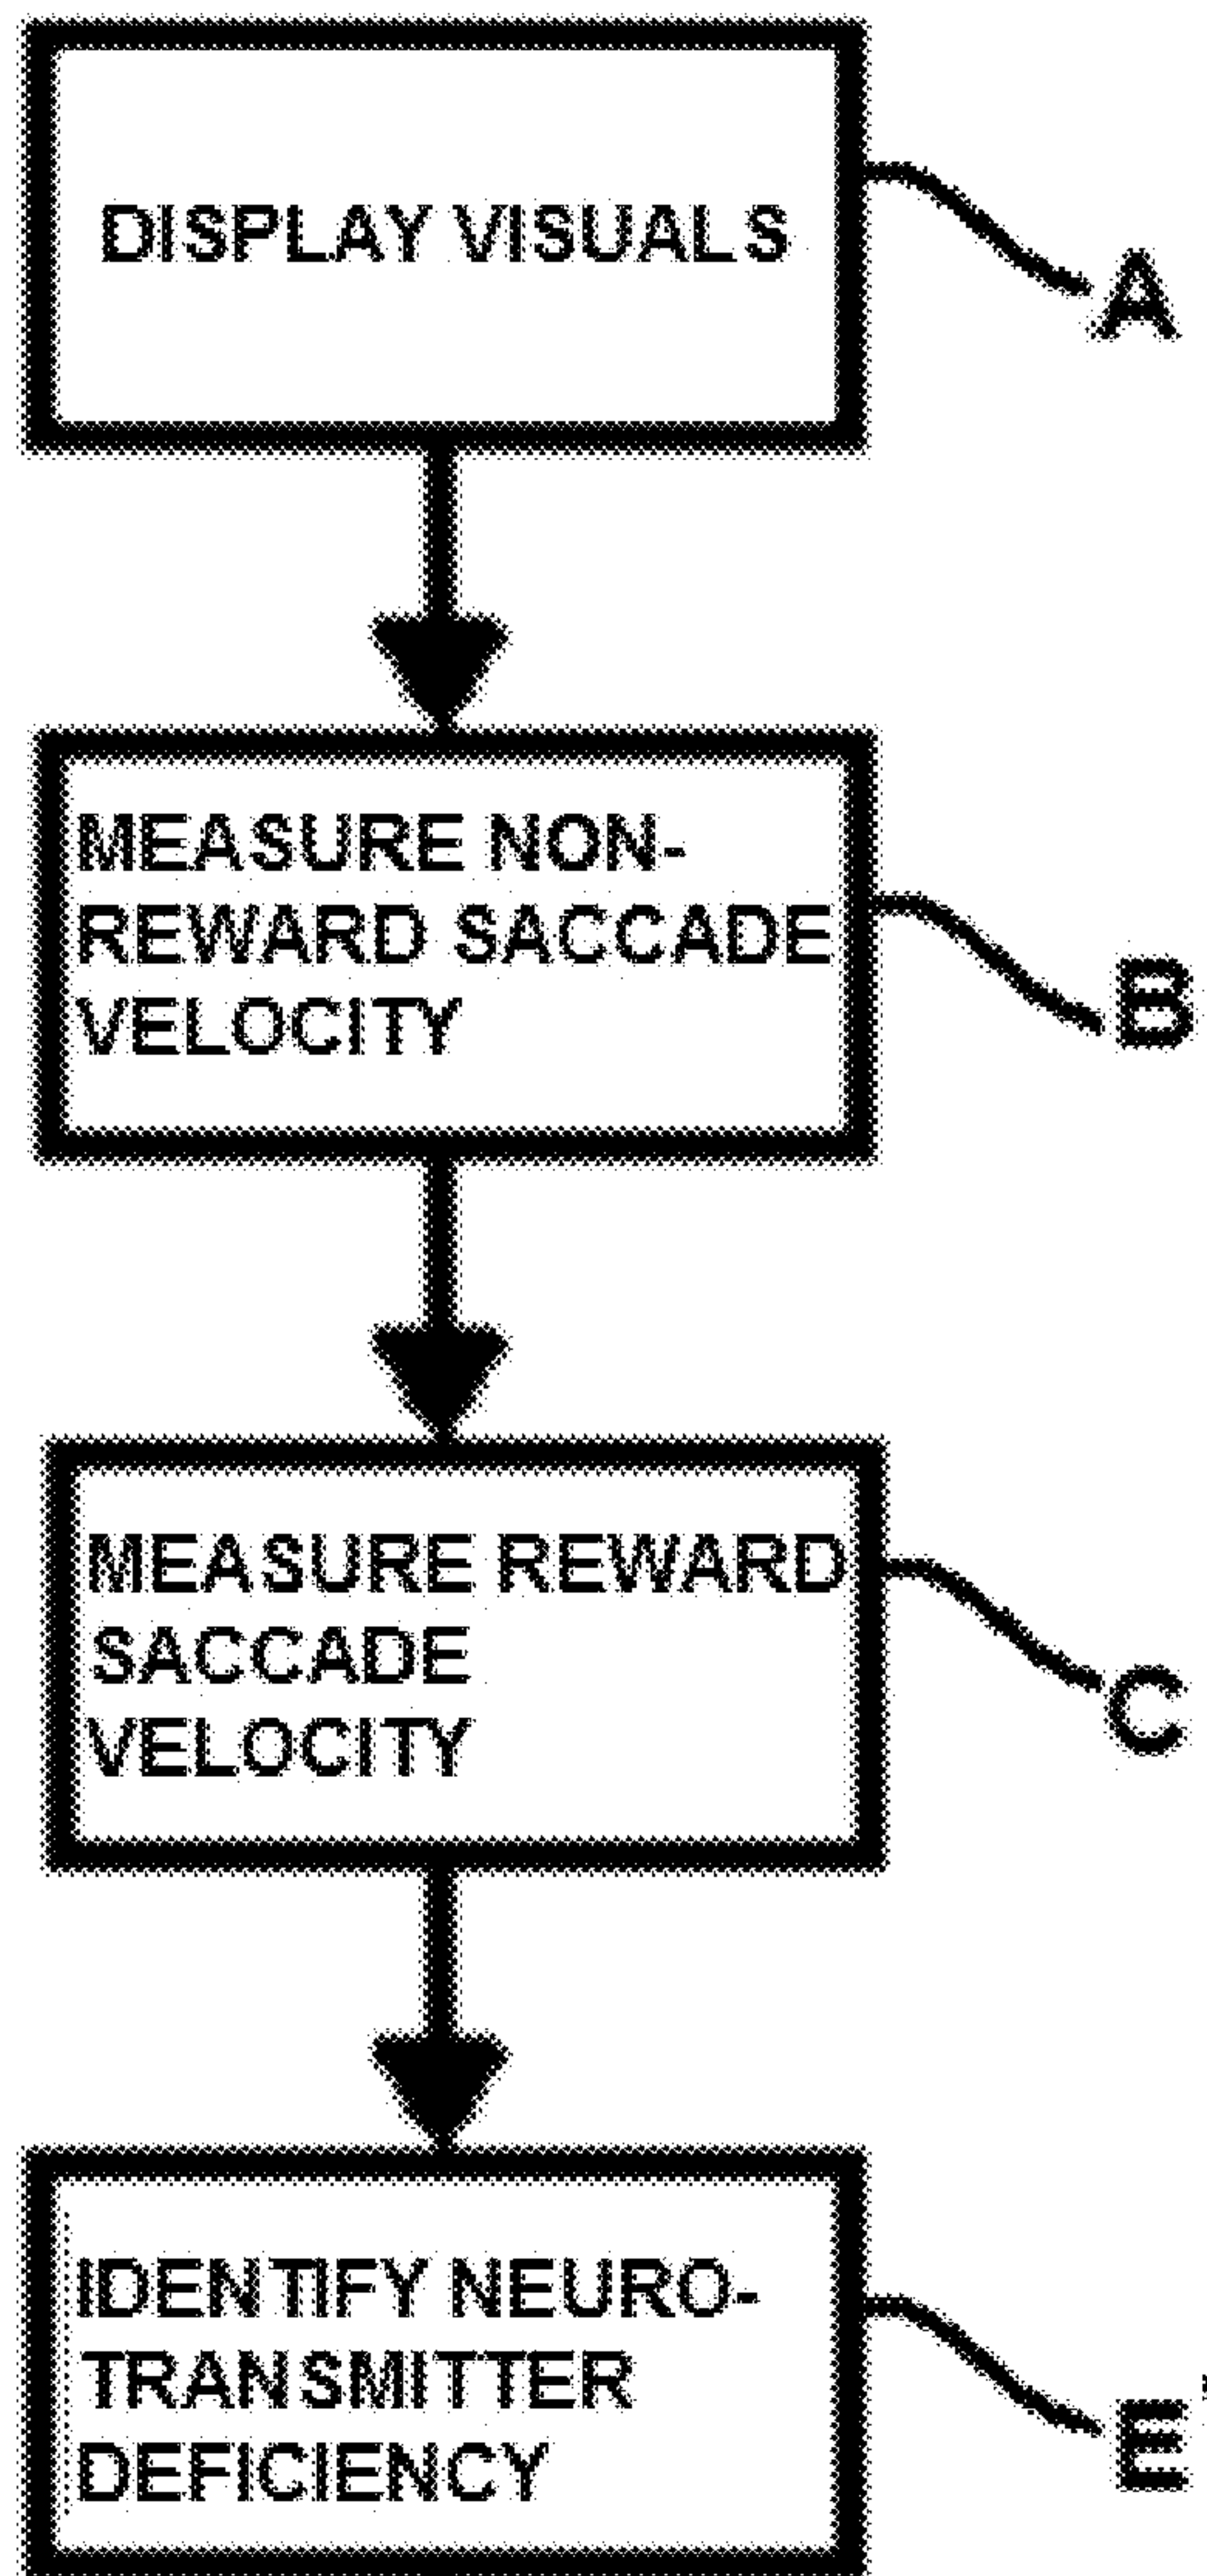 DISPLAY VISUALS
A
MEASURE NON-
REWARD SACCADE
VELOCITY
B
MEASURE REWARD
SACCADE
VELOCITY
C
IDENTIFY NEURO-
TRANSMITTER
DEFICIENCY
E